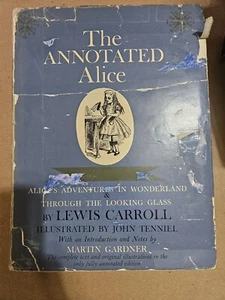 The
ANNOTATED
Alice
ALICE'S ADVENTURES IN WONDERLAND
&
THROUGH THE LOOKING GLASS
BY LEWIS CARROLL
ILLUSTRATED BY JOHN TENNIEL
With an Introduction and Notes by
MARTIN GARDNER
The complete text and original illustrations in the
only fully annotated edition